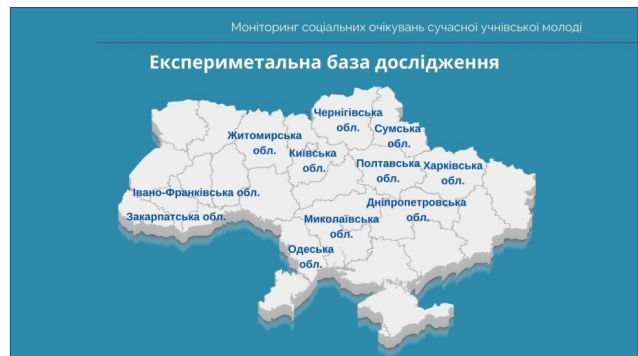 Моніторинг соціальних очікувань сучасної учнівської молоді
Експериметальна база дослідження
Чернігівська
обл.
Сумська
обл.
Житомирська
обл.
Київська
обл.
Полтавська
обл.
Харківська
обл.
Івано-Франківська обл.
Закарпатська обл.
Дніпропетровська
обл.
Миколаївська
обл.
Одеська
обл.